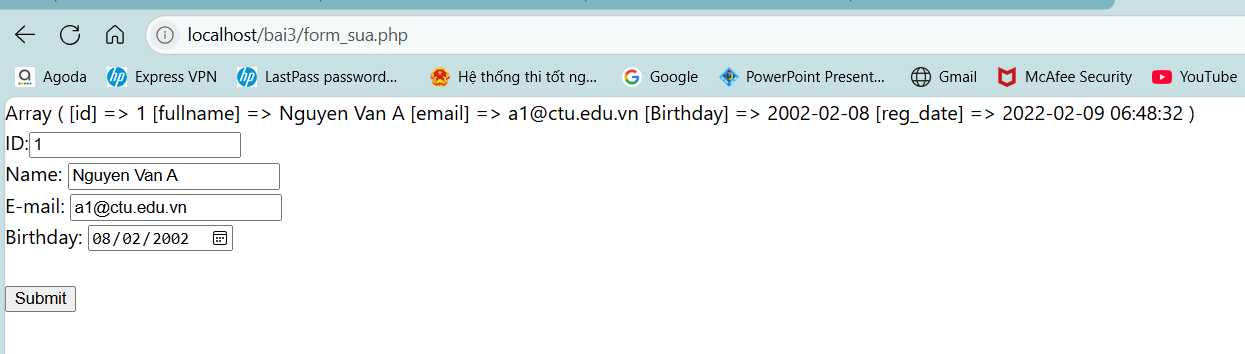 localhost/bai3/form_sua.php
Agoda Express VPN LastPass password... Hệ thống thi tốt ng... Google PowerPoint Present... Gmail McAfee Security YouTube
Array ( [id] => 1 [fullname] => Nguyen Van A [email] => a1@ctu.edu.vn [Birthday] => 2002-02-08 [reg_date] => 2022-02-09 06:48:32 )
ID: 1
Name: Nguyen Van A
E-mail: a1@ctu.edu.vn
Birthday: 08/02/2002
Submit